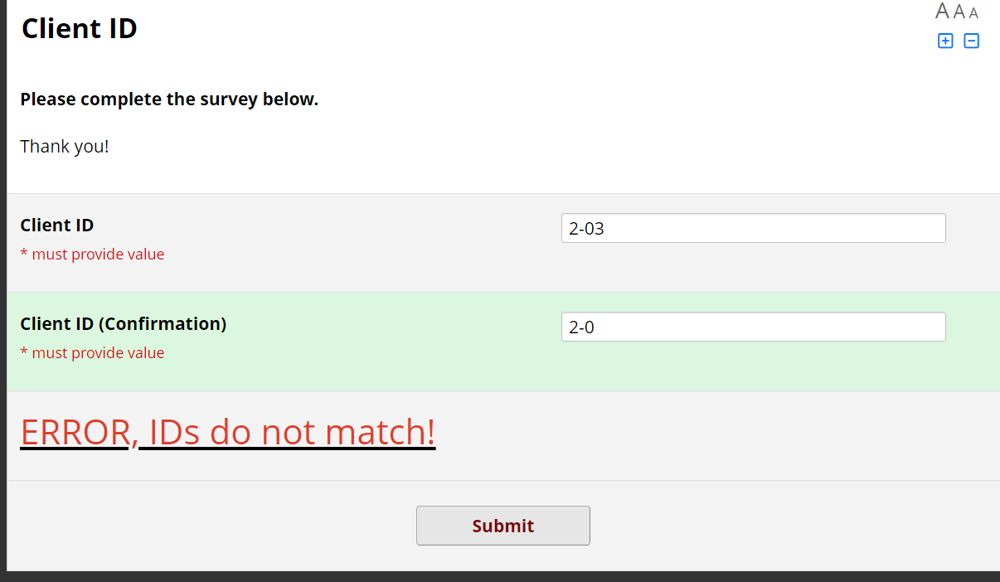 Client ID
A A A
Please complete the survey below.
Thank you!
Client ID
2-03
* must provide value
Client ID (Confirmation)
2-0
* must provide value
ERROR, IDs do not match!
Submit